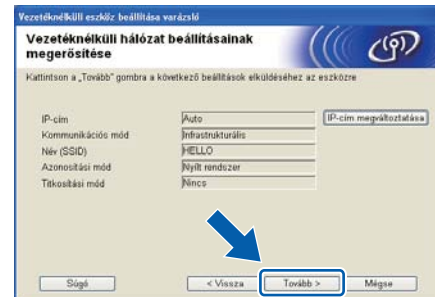 Vezetéknélküli eszköz beállítása varázsló
Vezetéknélküli hálózat beállításainak
megerősítése
Kattintson a „Tovább" gombra a következő beállítások elküldéséhez az eszközre
IP-cím Auto IP-cím megváltoztatása
Kommunikációs mód Infrastrukturális
Név (SSID) HELLO
Azonosítási mód Nyílt rendszer
Titkosítási mód Nincs
Súgó < Vissza Tovább > Mégse